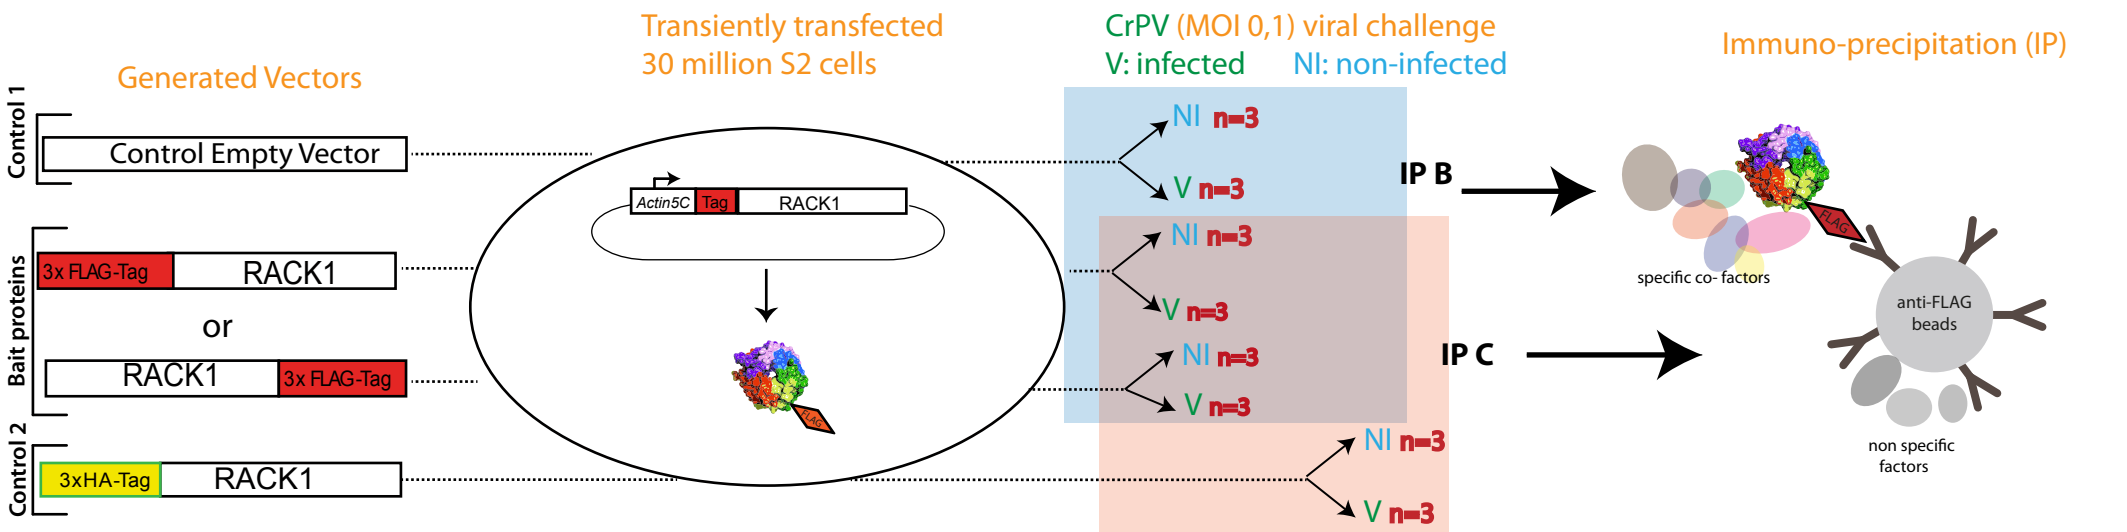 Generated Vectors
Transiently transfected
30 million S2 cells
CrPV (MOI 0,1) viral challenge
V: infected NI: non-infected
Immuno-precipitation (IP)
Control 1
Control Empty Vector
Bait proteins
3x FLAG-Tag RACK1
or
RACK1 3x FLAG-Tag
Control 2
3xHA-Tag RACK1
Actin5C Tag RACK1
FLAG
NI n=3
V n=3
NI n=3
V n=3
NI n=3
V n=3
NI n=3
V n=3
IP B
IP C
FLAG
specific co- factors
anti-FLAG
beads
non specific
factors